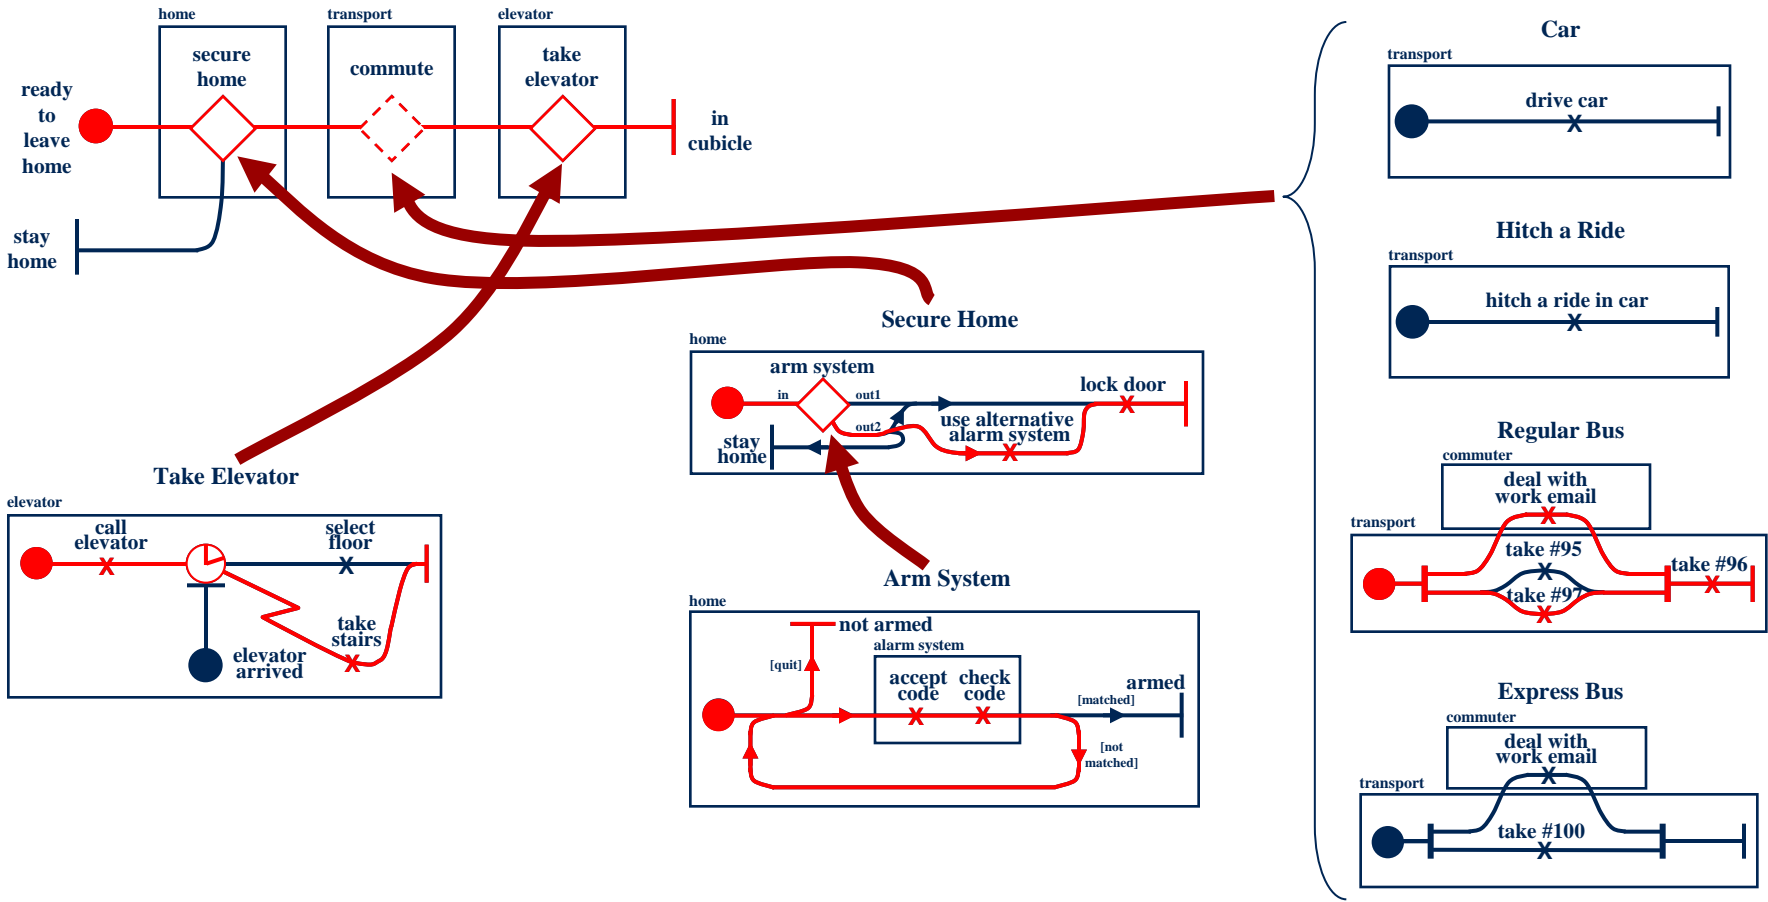 home
transport
elevator
secure
home
commute
take
elevator
ready
to
leave
home
in
cubicle
stay
home
Car
transport
drive car
Hitch a Ride
transport
hitch a ride in car
Secure Home
home
arm system
in
out1
out2
lock door
use alternative
alarm system
stay
home
Regular Bus
commuter
deal with
work email
transport
take #95
take #96
take #97
Take Elevator
elevator
call
elevator
select
floor
take
stairs
elevator
arrived
Arm System
home
not armed
[quit]
alarm system
accept
code
check
code
armed
[matched]
[not
matched]
Express Bus
commuter
deal with
work email
transport
take #100